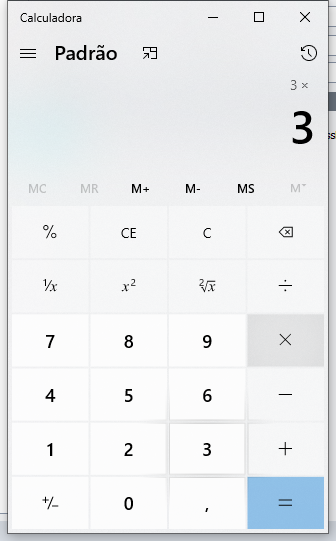 Calculadora
Padrão
3 ×
3
MC MR M+ M- MS M˅
% CE C
¹/x x² ²√x ÷
7 8 9 ×
4 5 6 −
1 2 3 +
+/− 0 , =